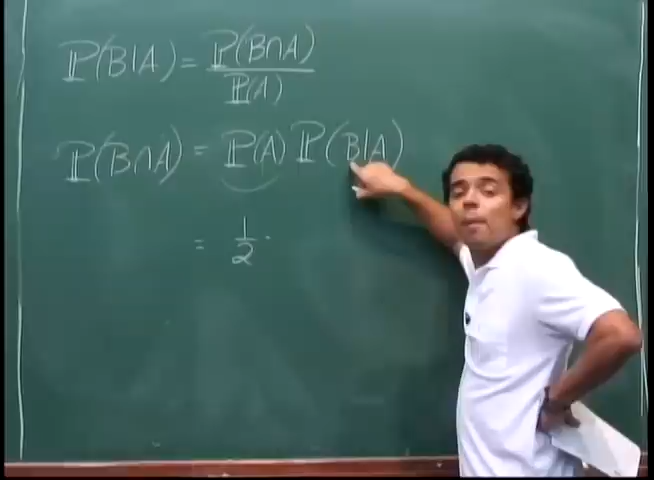 ℙ(B|A) = ℙ(B∩A) / ℙ(A)
ℙ(B∩A) = ℙ(A) ℙ(B|A)
= 1/2 ·